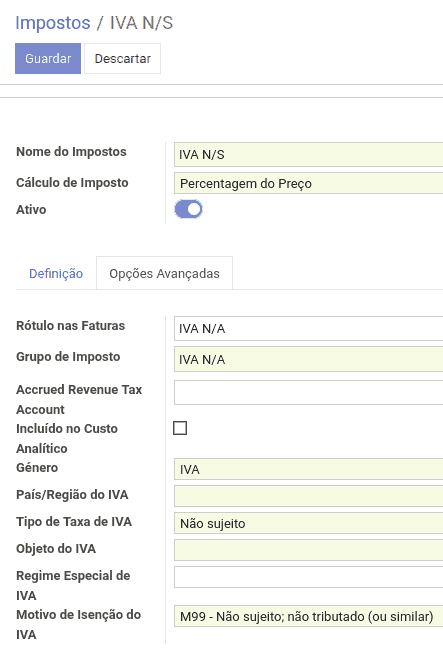 Impostos / IVA N/S
Guardar Descartar
Nome do Impostos IVA N/S
Cálculo de Imposto Percentagem do Preço
Ativo
Definição Opções Avançadas
Rótulo nas Faturas IVA N/A
Grupo de Imposto IVA N/A
Accrued Revenue Tax
Account
Incluído no Custo
Analítico
Género IVA
País/Região do IVA
Tipo de Taxa de IVA Não sujeito
Objeto do IVA
Regime Especial de
IVA
Motivo de Isenção do M99 - Não sujeito; não tributado (ou similar)
IVA